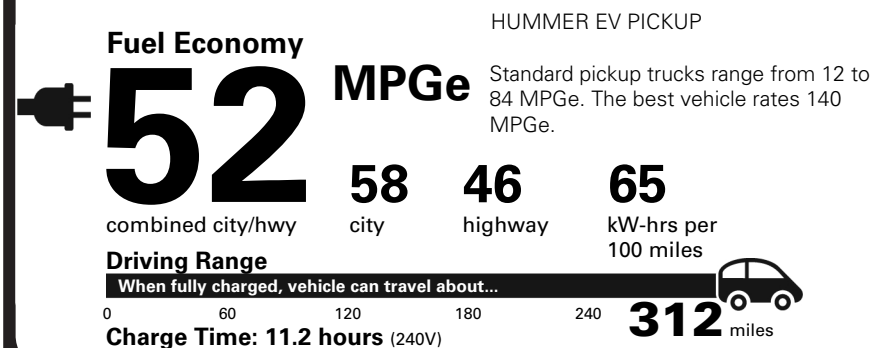 HUMMER EV PICKUP
Fuel Economy
52
MPGe
Standard pickup trucks range from 12 to
84 MPGe. The best vehicle rates 140
MPGe.
58 46 65
combined city/hwy city highway kW-hrs per
100 miles
Driving Range
When fully charged, vehicle can travel about...
0 60 120 180 240 312 miles
Charge Time: 11.2 hours (240V)